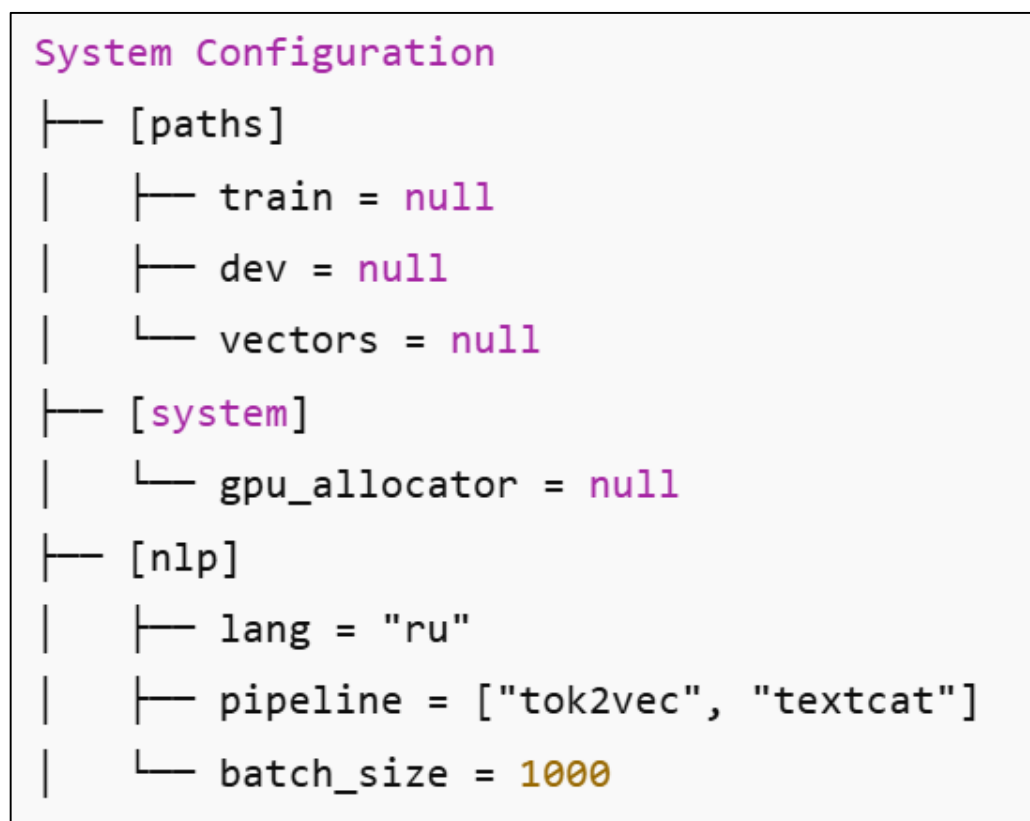 System Configuration
├── [paths]
│   ├── train = null
│   ├── dev = null
│   └── vectors = null
├── [system]
│   └── gpu_allocator = null
├── [nlp]
│   ├── lang = "ru"
│   ├── pipeline = ["tok2vec", "textcat"]
│   └── batch_size = 1000